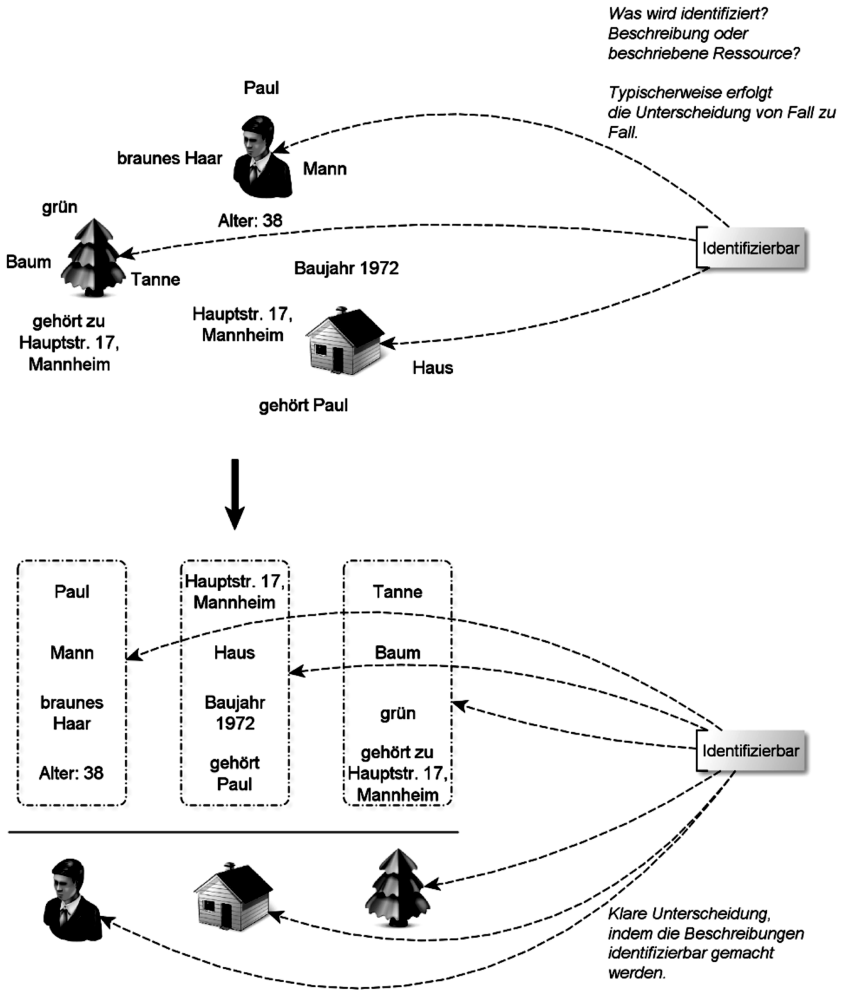 Was wird identifiziert?
Beschreibung oder
beschriebene Ressource?
Typischerweise erfolgt
die Unterscheidung von Fall zu
Fall.
Paul
braunes Haar
Mann
Alter: 38
grün
Baum
Tanne
gehört zu
Hauptstr. 17,
Mannheim
Identifizierbar
Baujahr 1972
Hauptstr. 17,
Mannheim
Haus
gehört Paul
Paul
Mann
braunes
Haar
Alter: 38
Hauptstr. 17,
Mannheim
Haus
Baujahr
1972
gehört
Paul
Tanne
Baum
grün
gehört zu
Hauptstr. 17,
Mannheim
Identifizierbar
Klare Unterscheidung,
indem die Beschreibungen
identifizierbar gemacht
werden.